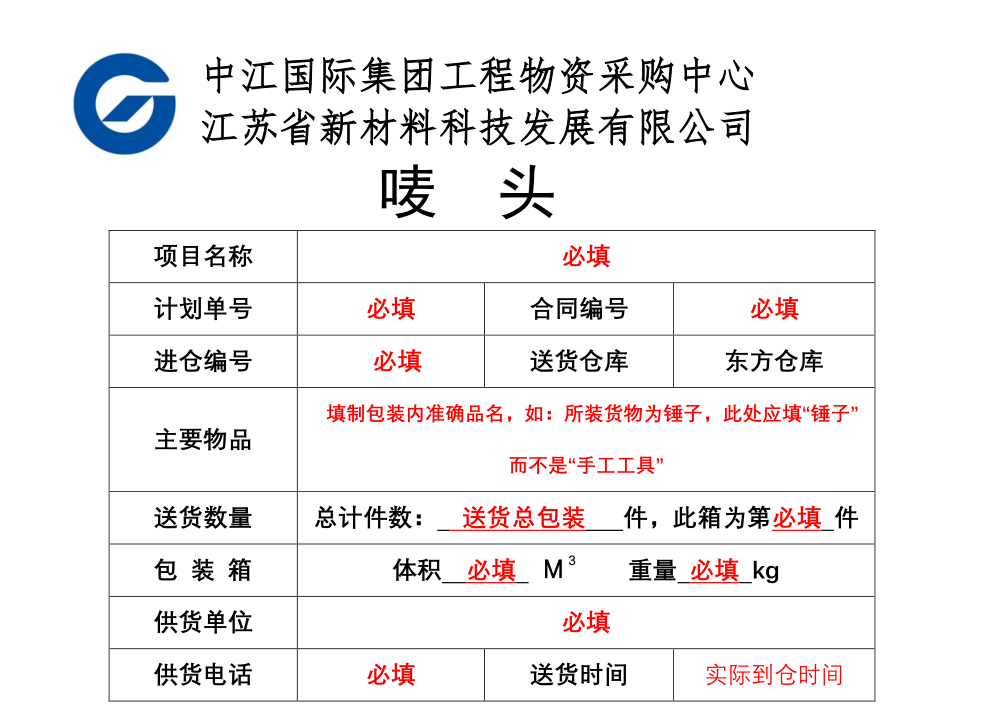 中江国际集团工程物资采购中心
江苏省新材料科技发展有限公司
唛 头
项目名称 必填
计划单号 必填 合同编号 必填
进仓编号 必填 送货仓库 东方仓库
主要物品 填制包装内准确品名，如：所装货物为锤子，此处应填“锤子”
而不是“手工工具”
送货数量 总计件数：_ 送货总包装___件，此箱为第必填_件
包 装 箱 体积__必填_ M³ 重量_必填_kg
供货单位 必填
供货电话 必填 送货时间 实际到仓时间